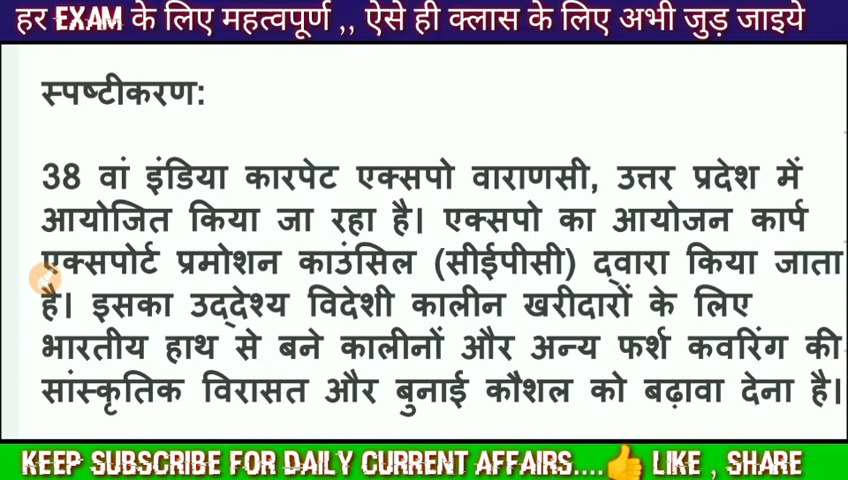 हर EXAM के लिए महत्वपूर्ण ,, ऐसे ही क्लास के लिए अभी जुड़ जाइये
स्पष्टीकरण:
38 वां इंडिया कारपेट एक्सपो वाराणसी, उत्तर प्रदेश में
आयोजित किया जा रहा है। एक्सपो का आयोजन कार्प
एक्सपोर्ट प्रमोशन काउंसिल (सीईपीसी) द्वारा किया जाता
है। इसका उद्देश्य विदेशी कालीन खरीदारों के लिए
भारतीय हाथ से बने कालीनों और अन्य फर्श कवरिंग की
सांस्कृतिक विरासत और बुनाई कौशल को बढ़ावा देना है।
KEEP SUBSCRIBE FOR DAILY CURRENT AFFAIRS....👍 LIKE , SHARE